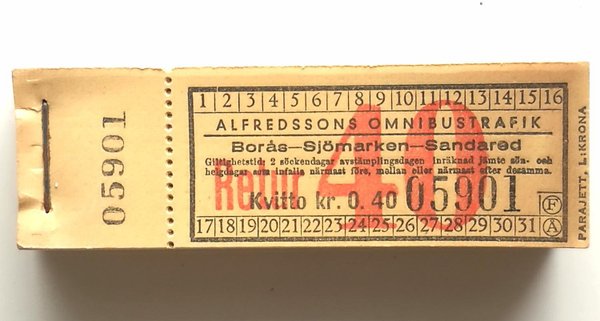 05901
1 2 3 4 5 6 7 8 9 10 11 12 13 14 15 16
ALFREDSSONS OMNIBUSTRAFIK
Borås—Sjömarken—Sandared
Giltighetstid: 2 söckendagar avstämplingsdagen inräknad jämte sön- och
helgdagar som infalla närmast före, mellan eller närmast efter desamma.
Retur 40
Kvitto kr. 0.40 05901
F
17 18 19 20 21 22 23 24 25 26 27 28 29 30 31 A
PARAJETT, L:KRONA